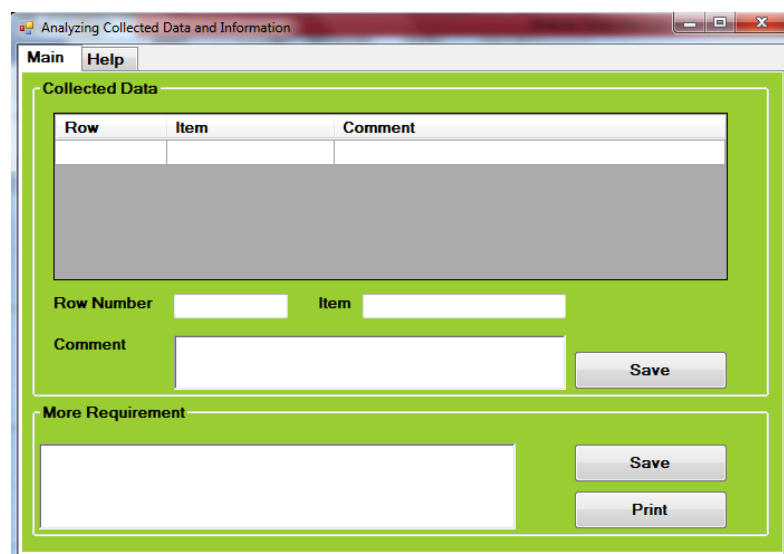 Analyzing Collected Data and Information
Main Help
Collected Data
Row Item Comment
Row Number Item
Comment
Save
More Requirement
Save
Print